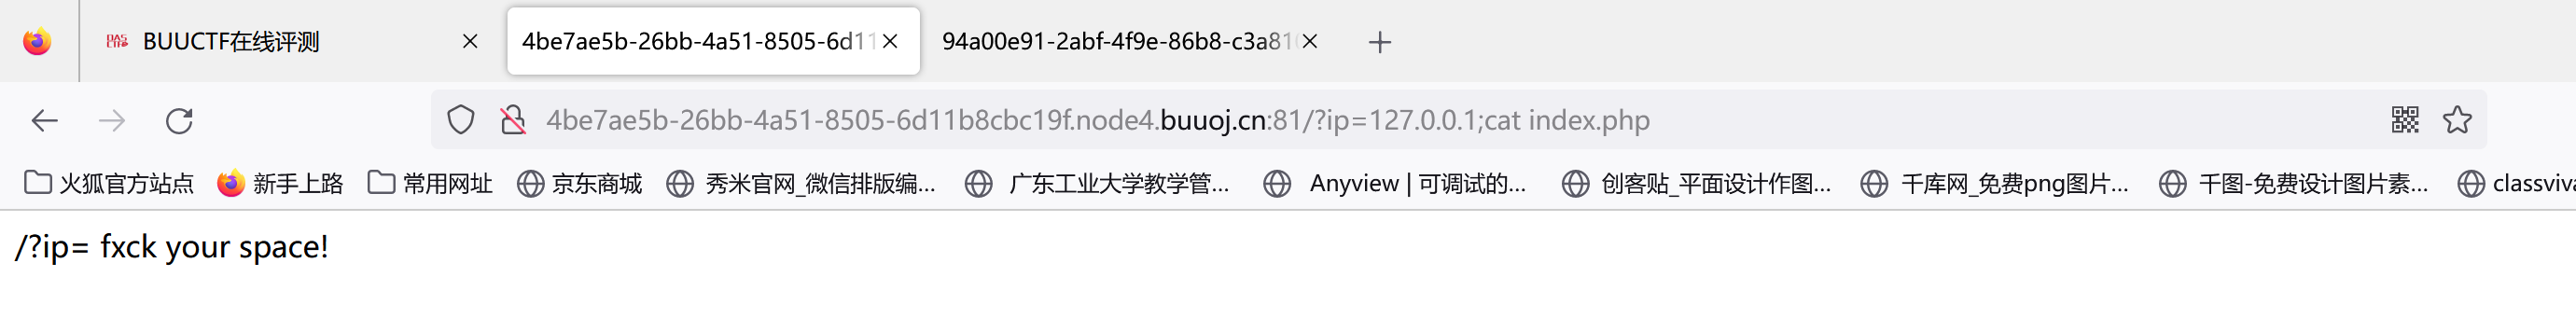 BUUCTF在线评测 4be7ae5b-26bb-4a51-8505-6d11 94a00e91-2abf-4f9e-86b8-c3a81
4be7ae5b-26bb-4a51-8505-6d11b8cbc19f.node4.buuoj.cn:81/?ip=127.0.0.1;cat index.php
火狐官方站点 新手上路 常用网址 京东商城 秀米官网_微信排版编... 广东工业大学教学管... Anyview | 可调试的... 创客贴_平面设计作图... 千库网_免费png图片... 千图-免费设计图片素... classviva
/?ip= fxck your space!